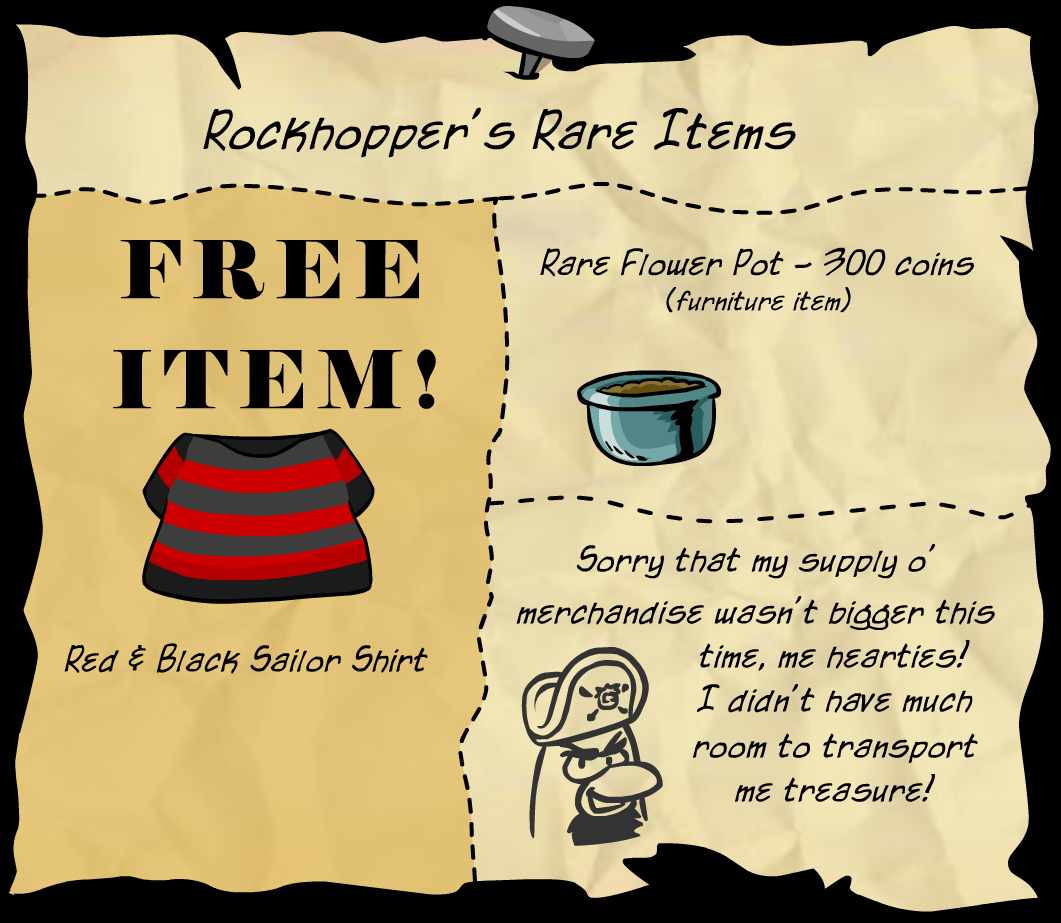 Rockhopper's Rare Items
FREE
ITEM!
Red & Black Sailor Shirt
Rare Flower Pot - 300 coins
(furniture item)
Sorry that my supply o'
merchandise wasn't bigger this
time, me hearties!
I didn't have much
room to transport
me treasure!